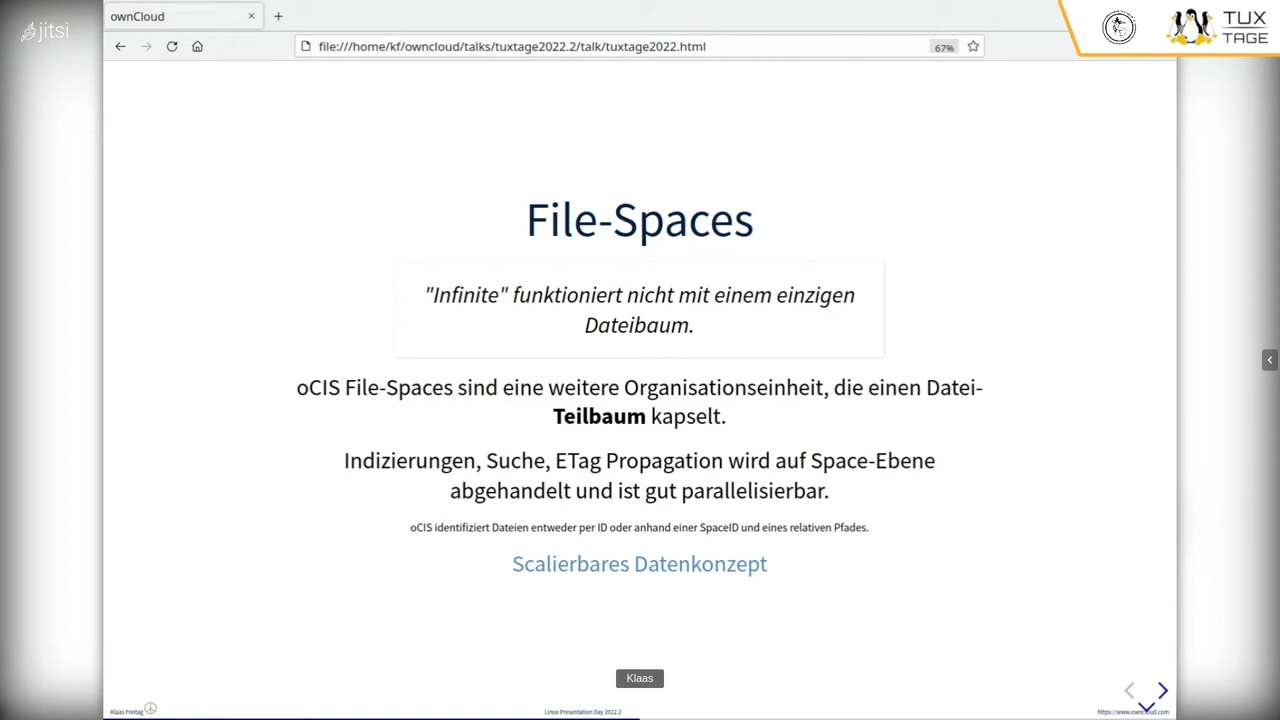 jitsi
ownCloud
TUX
TAGE
file:///home/kf/owncloud/talks/tuxtage2022.2/talk/tuxtage2022.html
67%
File-Spaces
"Infinite" funktioniert nicht mit einem einzigen
Dateibaum.
oCIS File-Spaces sind eine weitere Organisationseinheit, die einen Datei-
Teilbaum kapselt.
Indizierungen, Suche, ETag Propagation wird auf Space-Ebene
abgehandelt und ist gut parallelisierbar.
oCIS identifiziert Dateien entweder per ID oder anhand einer SpaceID und eines relativen Pfades.
Scalierbares Datenkonzept
Klaas
Klaas Freitag
Linux Presentation Day 2022.2
https://www.owncloud.com